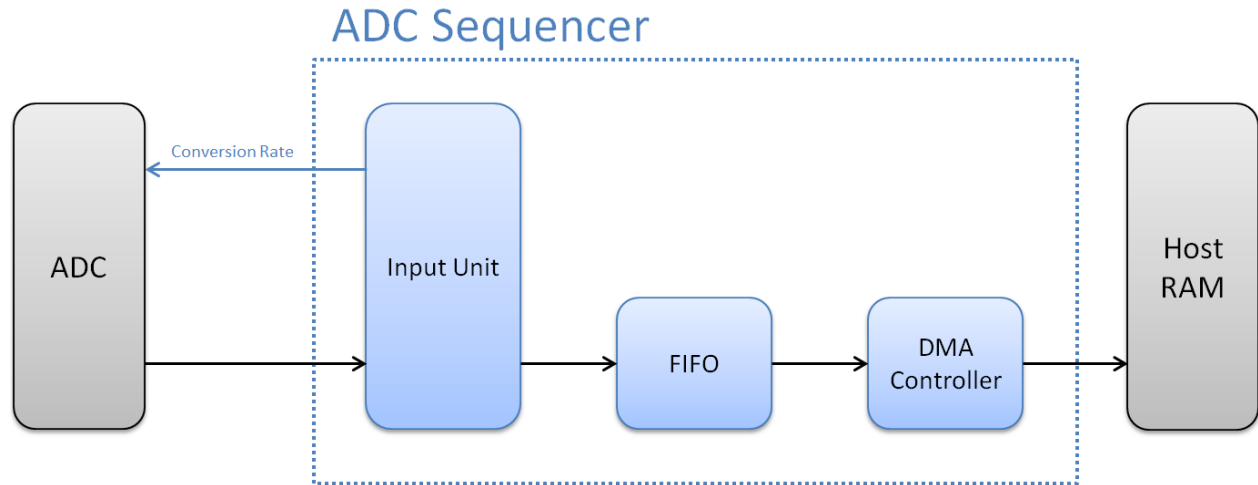 ADC Sequencer
Conversion Rate
ADC
Input Unit
FIFO
DMA
Controller
Host
RAM